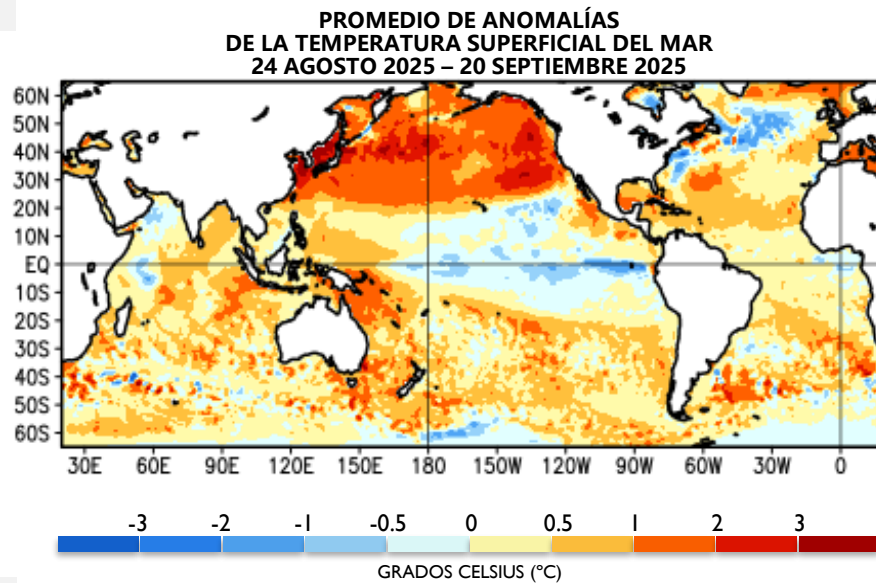 PROMEDIO DE ANOMALÍAS
DE LA TEMPERATURA SUPERFICIAL DEL MAR
24 AGOSTO 2025 – 20 SEPTIEMBRE 2025
60N
50N
40N
30N
20N
10N
EQ
10S
20S
30S
40S
50S
60S
30E 60E 90E 120E 150E 180 150W 120W 90W 60W 30W 0
-3 -2 -1 -0.5 0 0.5 1 2 3
GRADOS CELSIUS (°C)